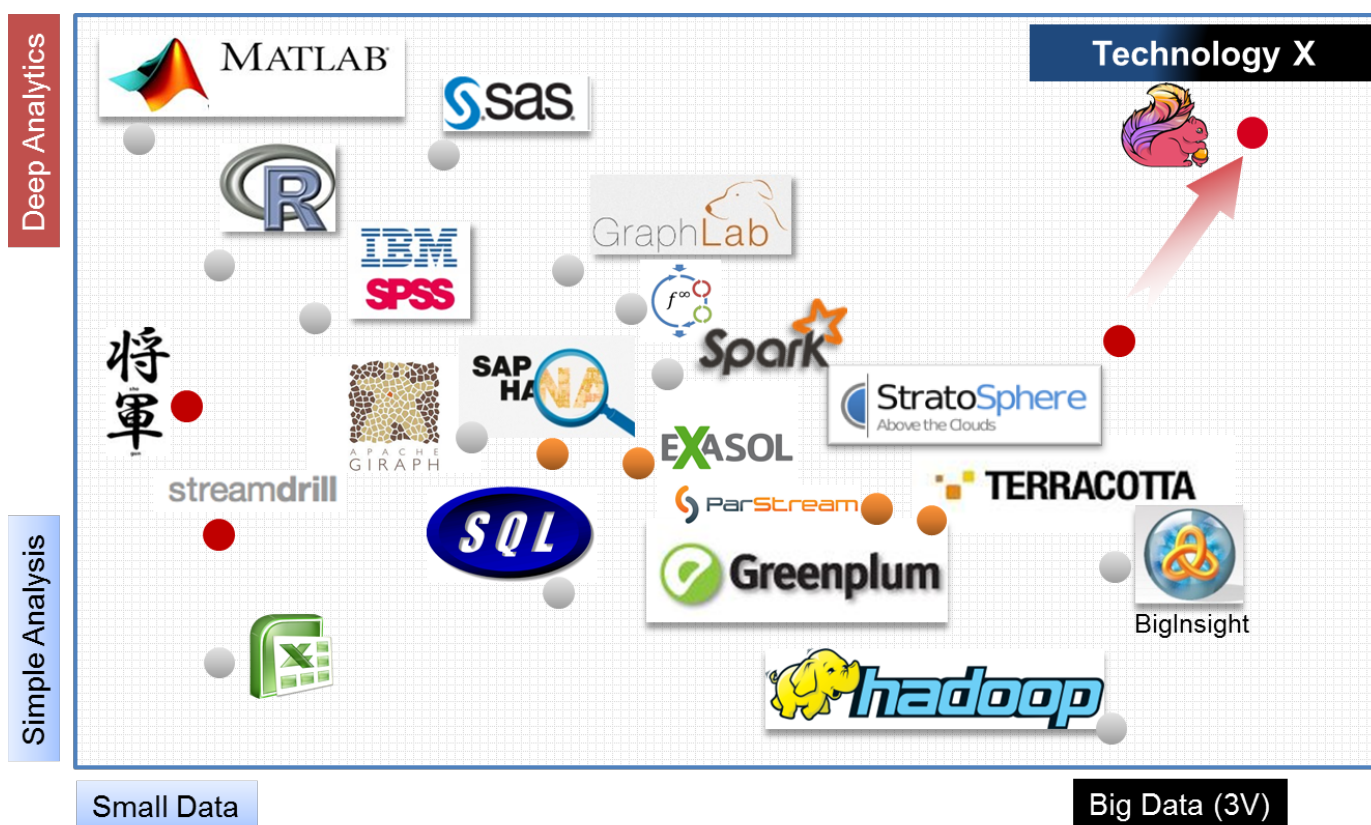 Deep Analytics
Simple Analysis
MATLAB®
Technology X
Ssas.
R
IBM
SPSS
GraphLab
f∞
Spark
将
軍
SAP
HANA
APACHE
GIRAPH
StratoSphere
Above the Clouds
EXASOL
streamdrill
TERRACOTTA
ParStream
SQL
Greenplum
BigInsight
X
hadoop
Small Data
Big Data (3V)